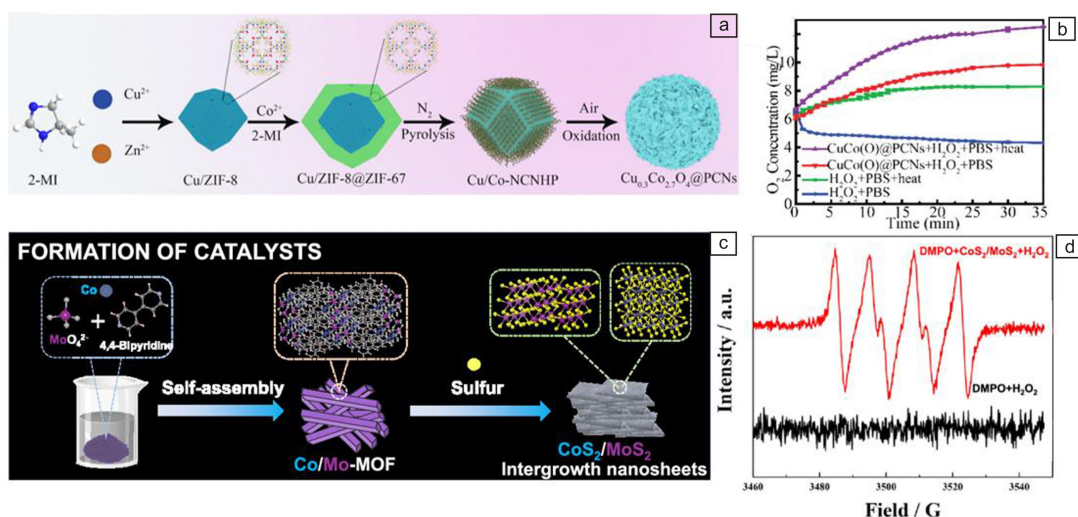 a
Cu²⁺
Zn²⁺
2-MI
Cu/ZIF-8
Co²⁺
2-MI
Cu/ZIF-8@ZIF-67
N₂
Pyrolysis
Cu/Co-NCNHP
Air
Oxidation
Cu₀.₃Co₂.₇O₄@PCNs
b
O₂ Concentration (mg/L)
12
10
8
6
4
2
0
CuCo(O)@PCNs+H₂O₂+PBS+heat
CuCo(O)@PCNs+H₂O₂+PBS
H₂O₂+PBS+heat
H₂O₂+PBS
0 5 10 15 20 25 30 35
Time (min)
c
FORMATION OF CATALYSTS
Co
MoO₄²⁻
4,4-Bipyridine
Self-assembly
Co/Mo-MOF
Sulfur
CoS₂/MoS₂
Intergrowth nanosheets
d
Intensity / a.u.
DMPO+CoS₂/MoS₂+H₂O₂
DMPO+H₂O₂
3460 3480 3500 3520 3540
Field / G